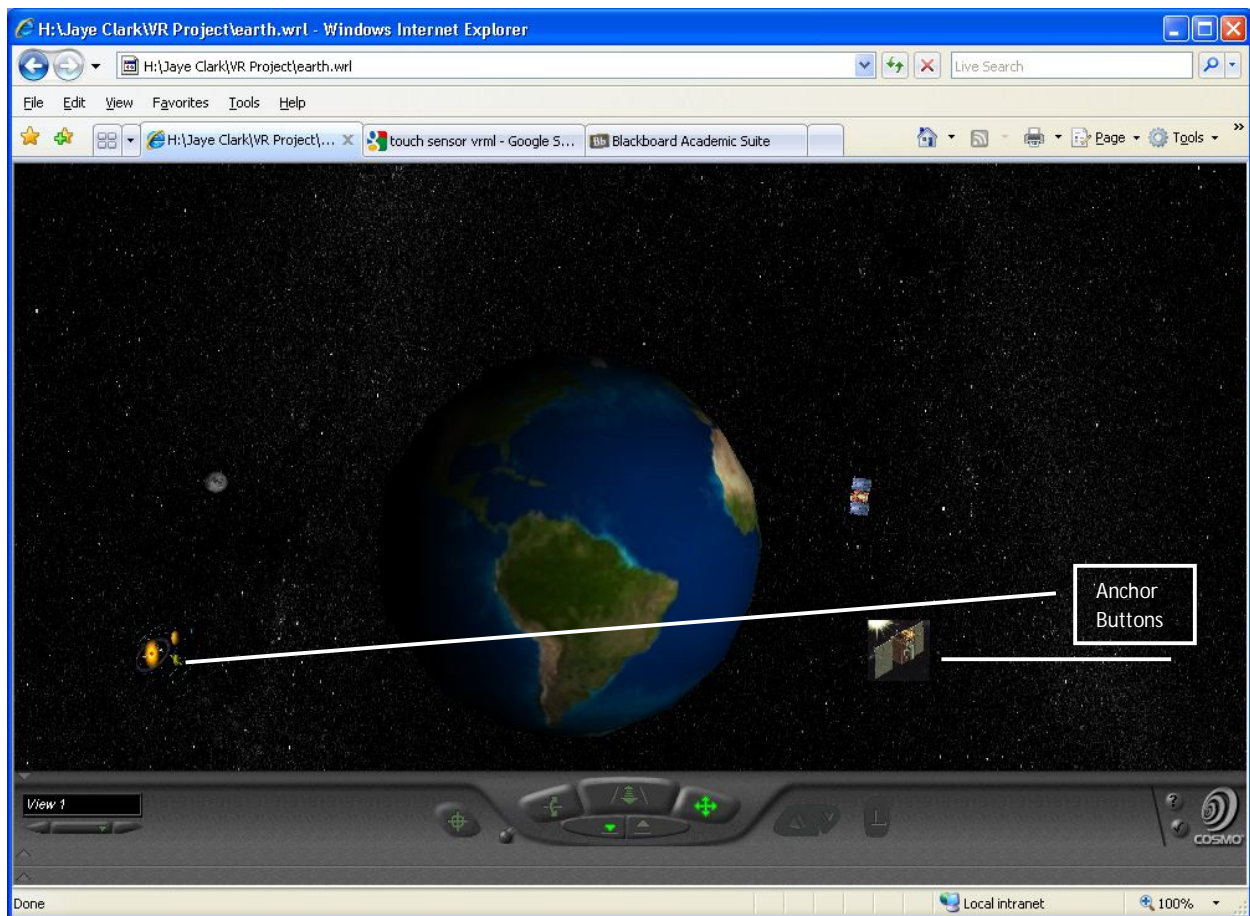 H:\Jaye Clark\VR Project\earth.wrl - Windows Internet Explorer
H:\Jaye Clark\VR Project\earth.wrl
Live Search
File Edit View Favorites Tools Help
H:\Jaye Clark\VR Project\... touch sensor vrml - Google S... Bb Blackboard Academic Suite Page Tools »
Anchor
Buttons
View 1
?
COSMO
Done Local intranet 100%